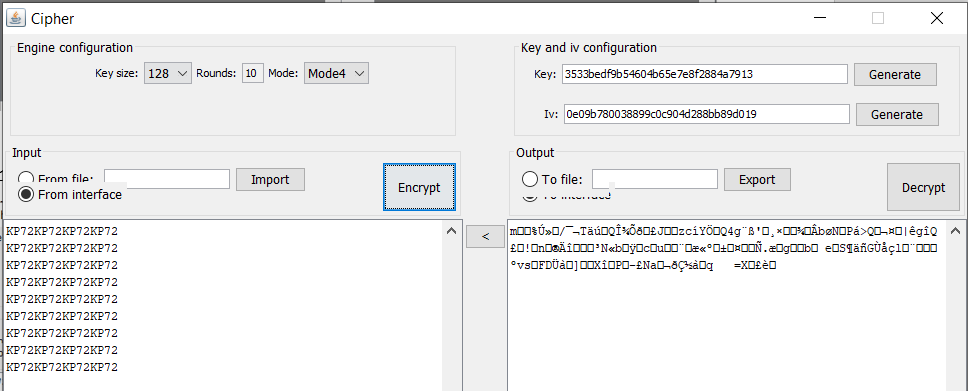 Cipher
Engine configuration
Key size: 128 Rounds: 10 Mode: Mode4
Key and iv configuration
Key: 3533bedf9b54604b65e7e8f2884a7913 Generate
Iv: 0e09b780038899c0c904d288bb89d019 Generate
Input
From file: Import
From interface
Encrypt
Output
To file: Export
To interface
Decrypt
KP72KP72KP72KP72
KP72KP72KP72KP72
KP72KP72KP72KP72
KP72KP72KP72KP72
KP72KP72KP72KP72
KP72KP72KP72KP72
KP72KP72KP72KP72
KP72KP72KP72KP72
KP72KP72KP72KP72
<